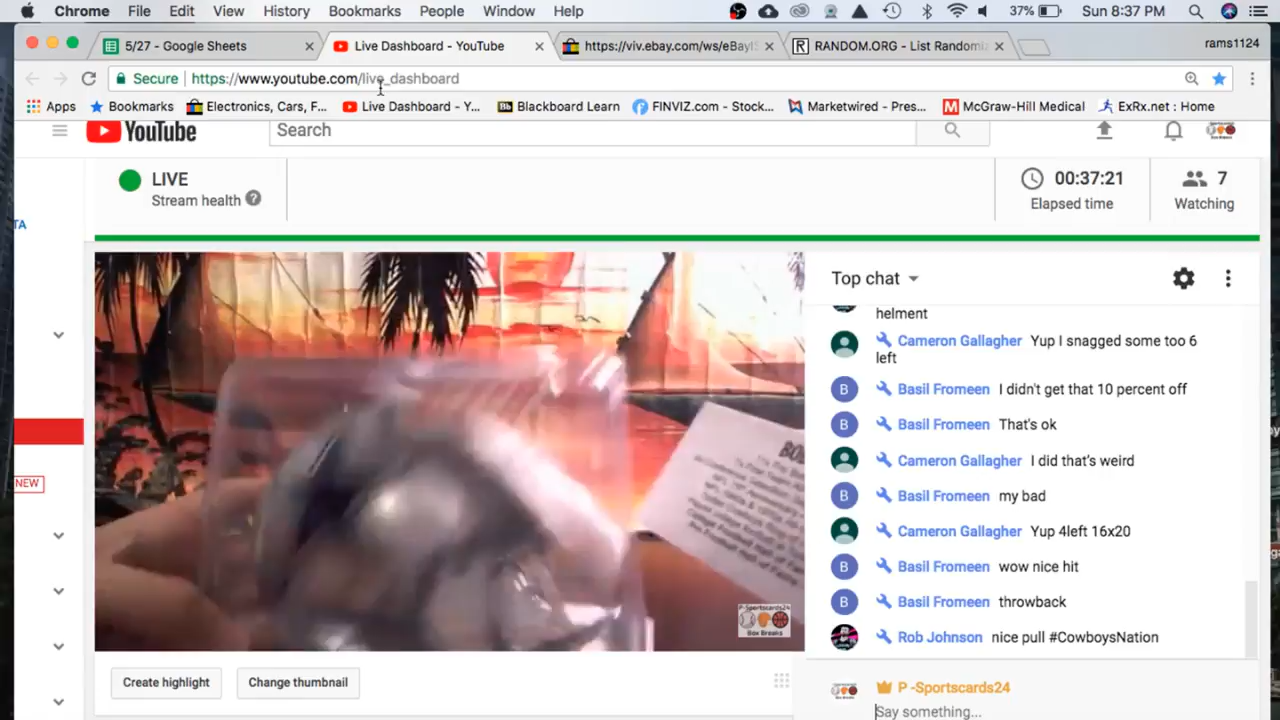 Chrome File Edit View History Bookmarks People Window Help 37% Sun 8:37 PM
5/27 - Google Sheets Live Dashboard - YouTube https://viv.ebay.com/ws/eBayIS RANDOM.ORG - List Randomiz rams1124
Secure https://www.youtube.com/live_dashboard
Apps Bookmarks Electronics, Cars, F... Live Dashboard - Y... Blackboard Learn FINVIZ.com - Stock... Marketwired - Pres... McGraw-Hill Medical ExRx.net : Home
YouTube Search
LIVE
Stream health ?
00:37:21
Elapsed time
7
Watching
TA
NEW
P-Sportscards24
Box Breaks
Create highlight Change thumbnail
Top chat
helment
Cameron Gallagher Yup I snagged some too 6
left
B Basil Fromeen I didn't get that 10 percent off
B Basil Fromeen That's ok
Cameron Gallagher I did that's weird
B Basil Fromeen my bad
Cameron Gallagher Yup 4left 16x20
B Basil Fromeen wow nice hit
B Basil Fromeen throwback
Rob Johnson nice pull #CowboysNation
P -Sportscards24
Say something...